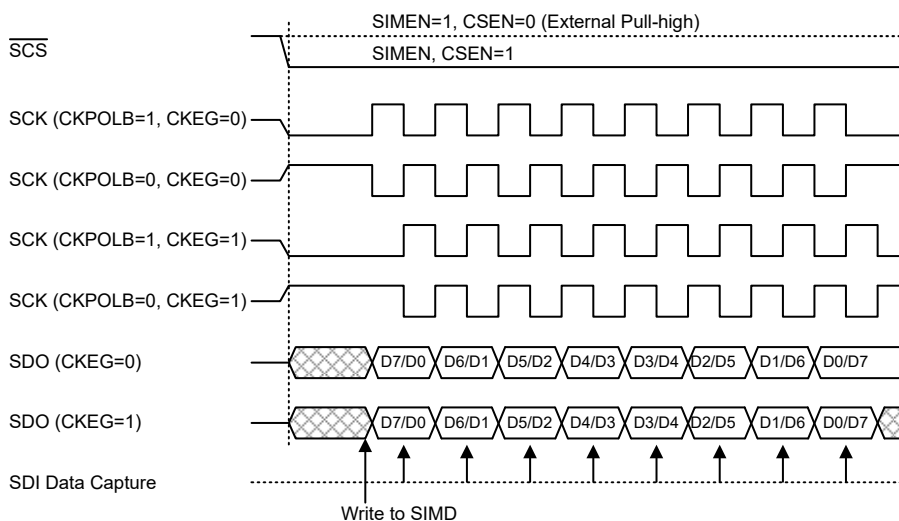 SIMEN=1, CSEN=0 (External Pull-high)
SCS
SIMEN, CSEN=1
SCK (CKPOLB=1, CKEG=0)
SCK (CKPOLB=0, CKEG=0)
SCK (CKPOLB=1, CKEG=1)
SCK (CKPOLB=0, CKEG=1)
SDO (CKEG=0) D7/D0 D6/D1 D5/D2 D4/D3 D3/D4 D2/D5 D1/D6 D0/D7
SDO (CKEG=1) D7/D0 D6/D1 D5/D2 D4/D3 D3/D4 D2/D5 D1/D6 D0/D7
SDI Data Capture
Write to SIMD